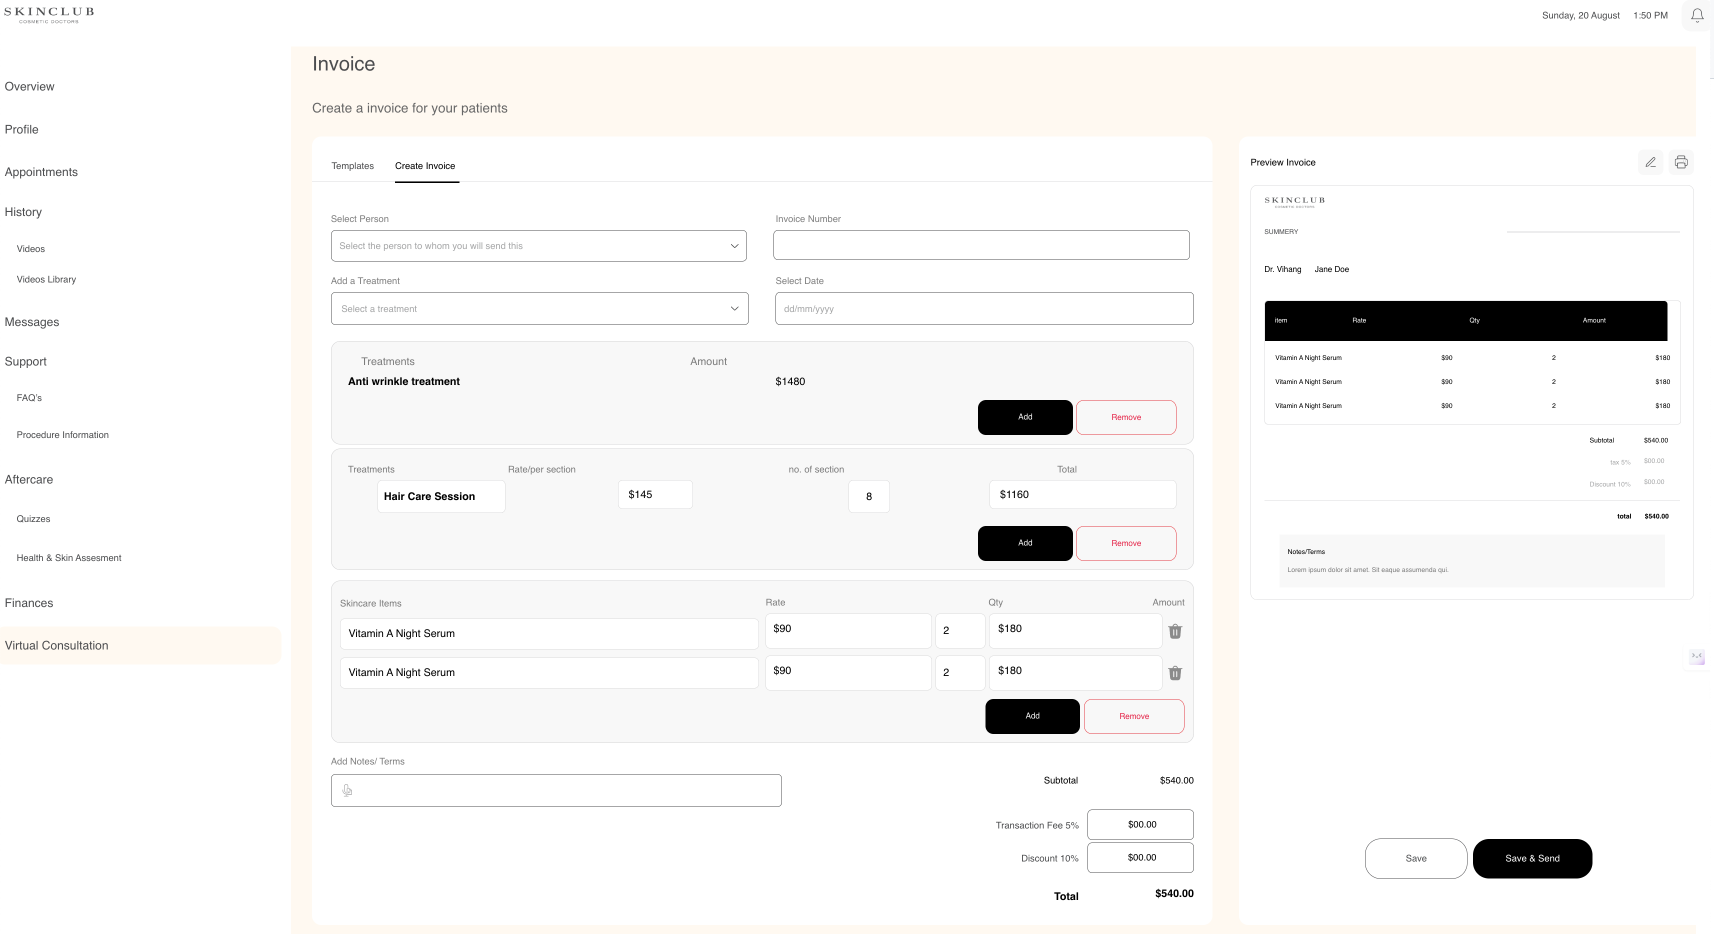 SKINCLUB
COSMETIC DOCTORS
Sunday, 20 August 1:50 PM
Overview
Profile
Appointments
History
Videos
Videos Library
Messages
Support
FAQ's
Procedure Information
Aftercare
Quizzes
Health & Skin Assesment
Finances
Virtual Consultation
Invoice
Create a invoice for your patients
Templates Create Invoice
Select Person Invoice Number
Select the person to whom you will send this
Add a Treatment Select Date
Select a treatment dd/mm/yyyy
Treatments Amount
Anti wrinkle treatment $1480
Add Remove
Treatments Rate/per section no. of section Total
Hair Care Session $145 8 $1160
Add Remove
Skincare Items Rate Qty Amount
Vitamin A Night Serum $90 2 $180
Vitamin A Night Serum $90 2 $180
Add Remove
Add Notes/ Terms
Subtotal $540.00
Transaction Fee 5% $00.00
Discount 10% $00.00
Total $540.00
Preview Invoice
SKINCLUB
COSMETIC DOCTORS
SUMMERY
Dr. Vihang Jane Doe
item Rate Qty Amount
Vitamin A Night Serum $90 2 $180
Vitamin A Night Serum $90 2 $180
Vitamin A Night Serum $90 2 $180
Subtotal $540.00
tax 5% $00.00
Discount 10% $00.00
total $540.00
Notes/Terms
Lorem ipsum dolor sit amet. Sit eaque assumenda qui.
Save Save & Send